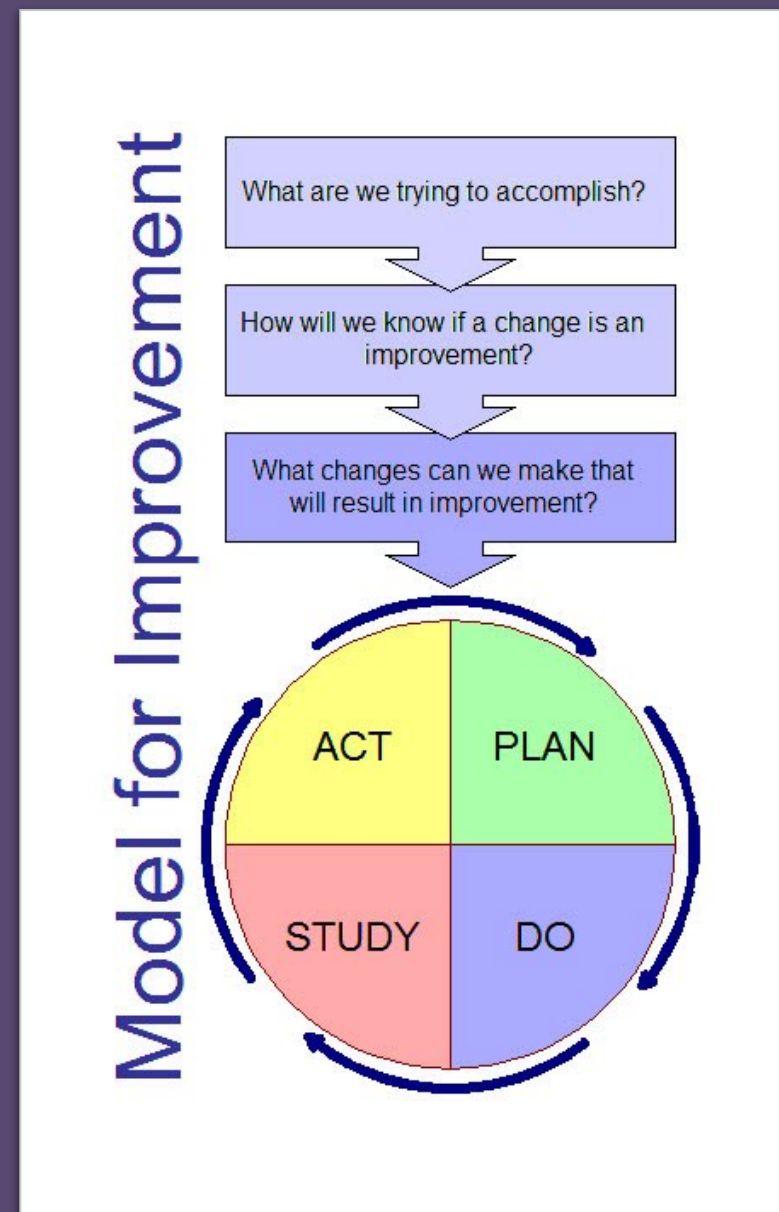 Model for Improvement
What are we trying to accomplish?
How will we know if a change is an
improvement?
What changes can we make that
will result in improvement?
ACT
PLAN
STUDY
DO